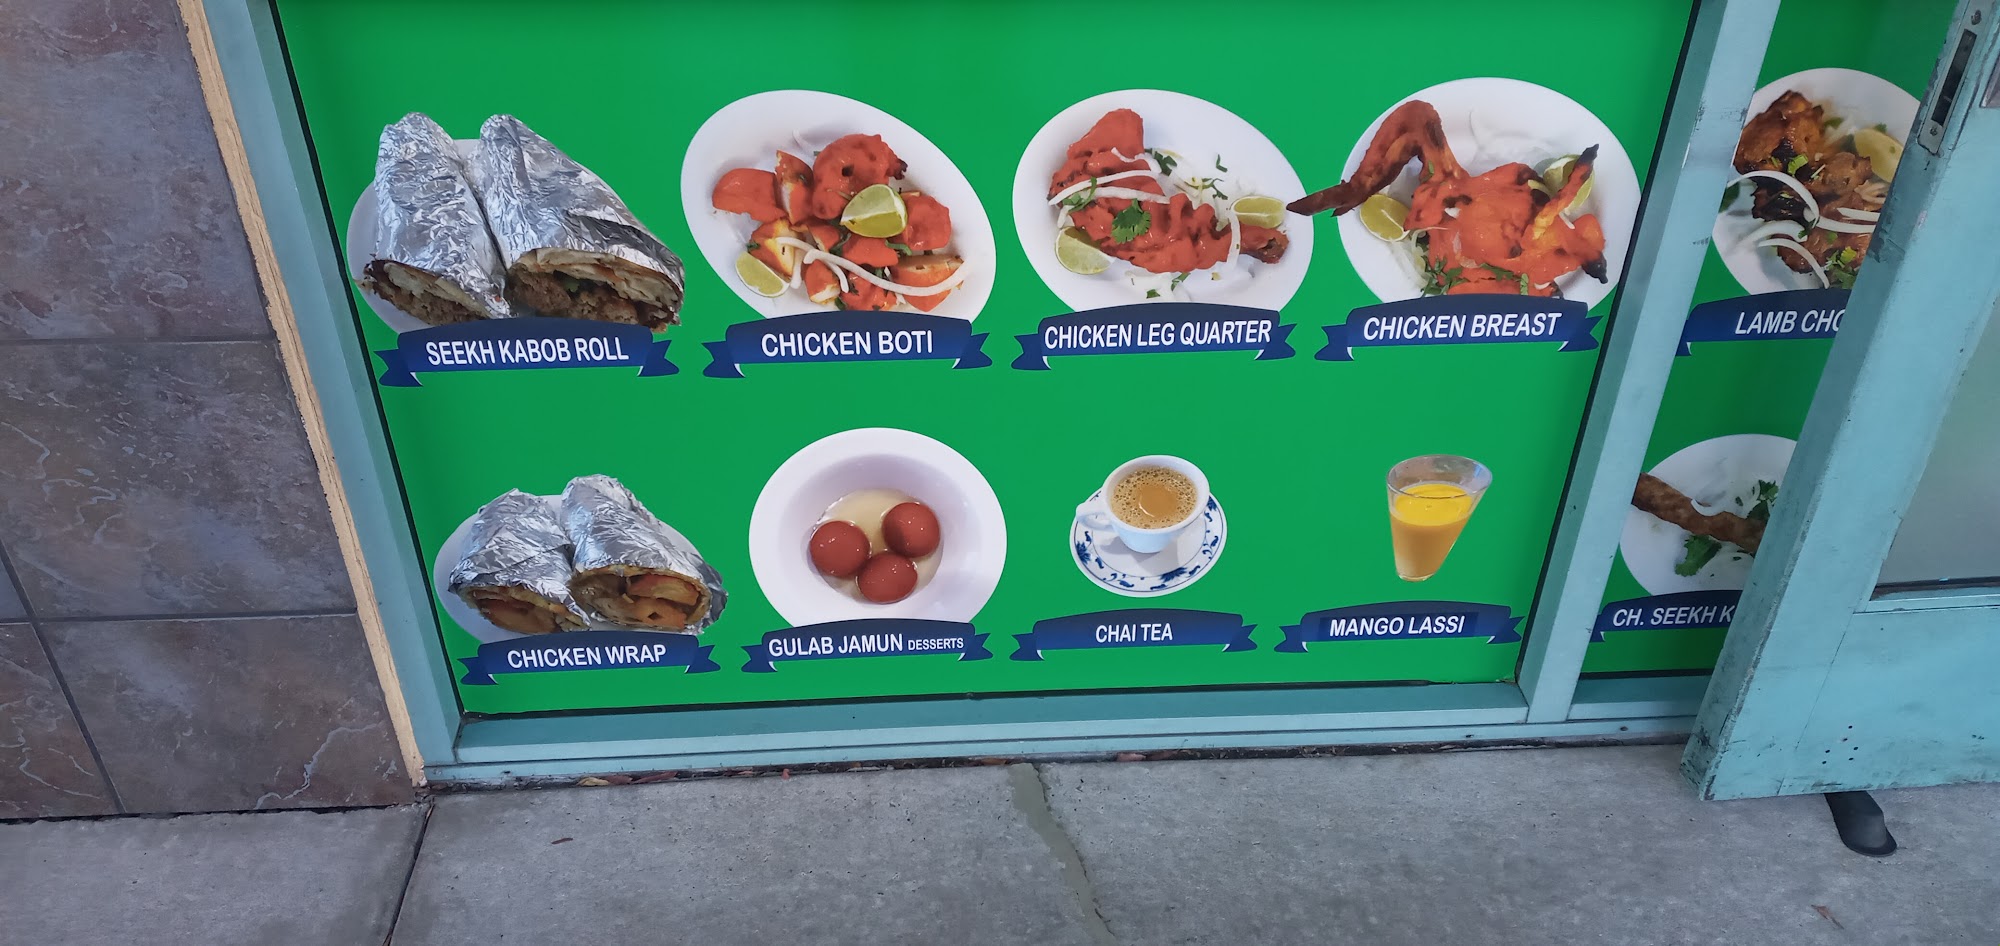 SEEKH KABOB ROLL
CHICKEN BOTI
CHICKEN LEG QUARTER
CHICKEN BREAST
LAMB
CHICKEN WRAP
GULAB JAMUN DESSERTS
CHAI TEA
MANGO LASSI
CH. SEEKH